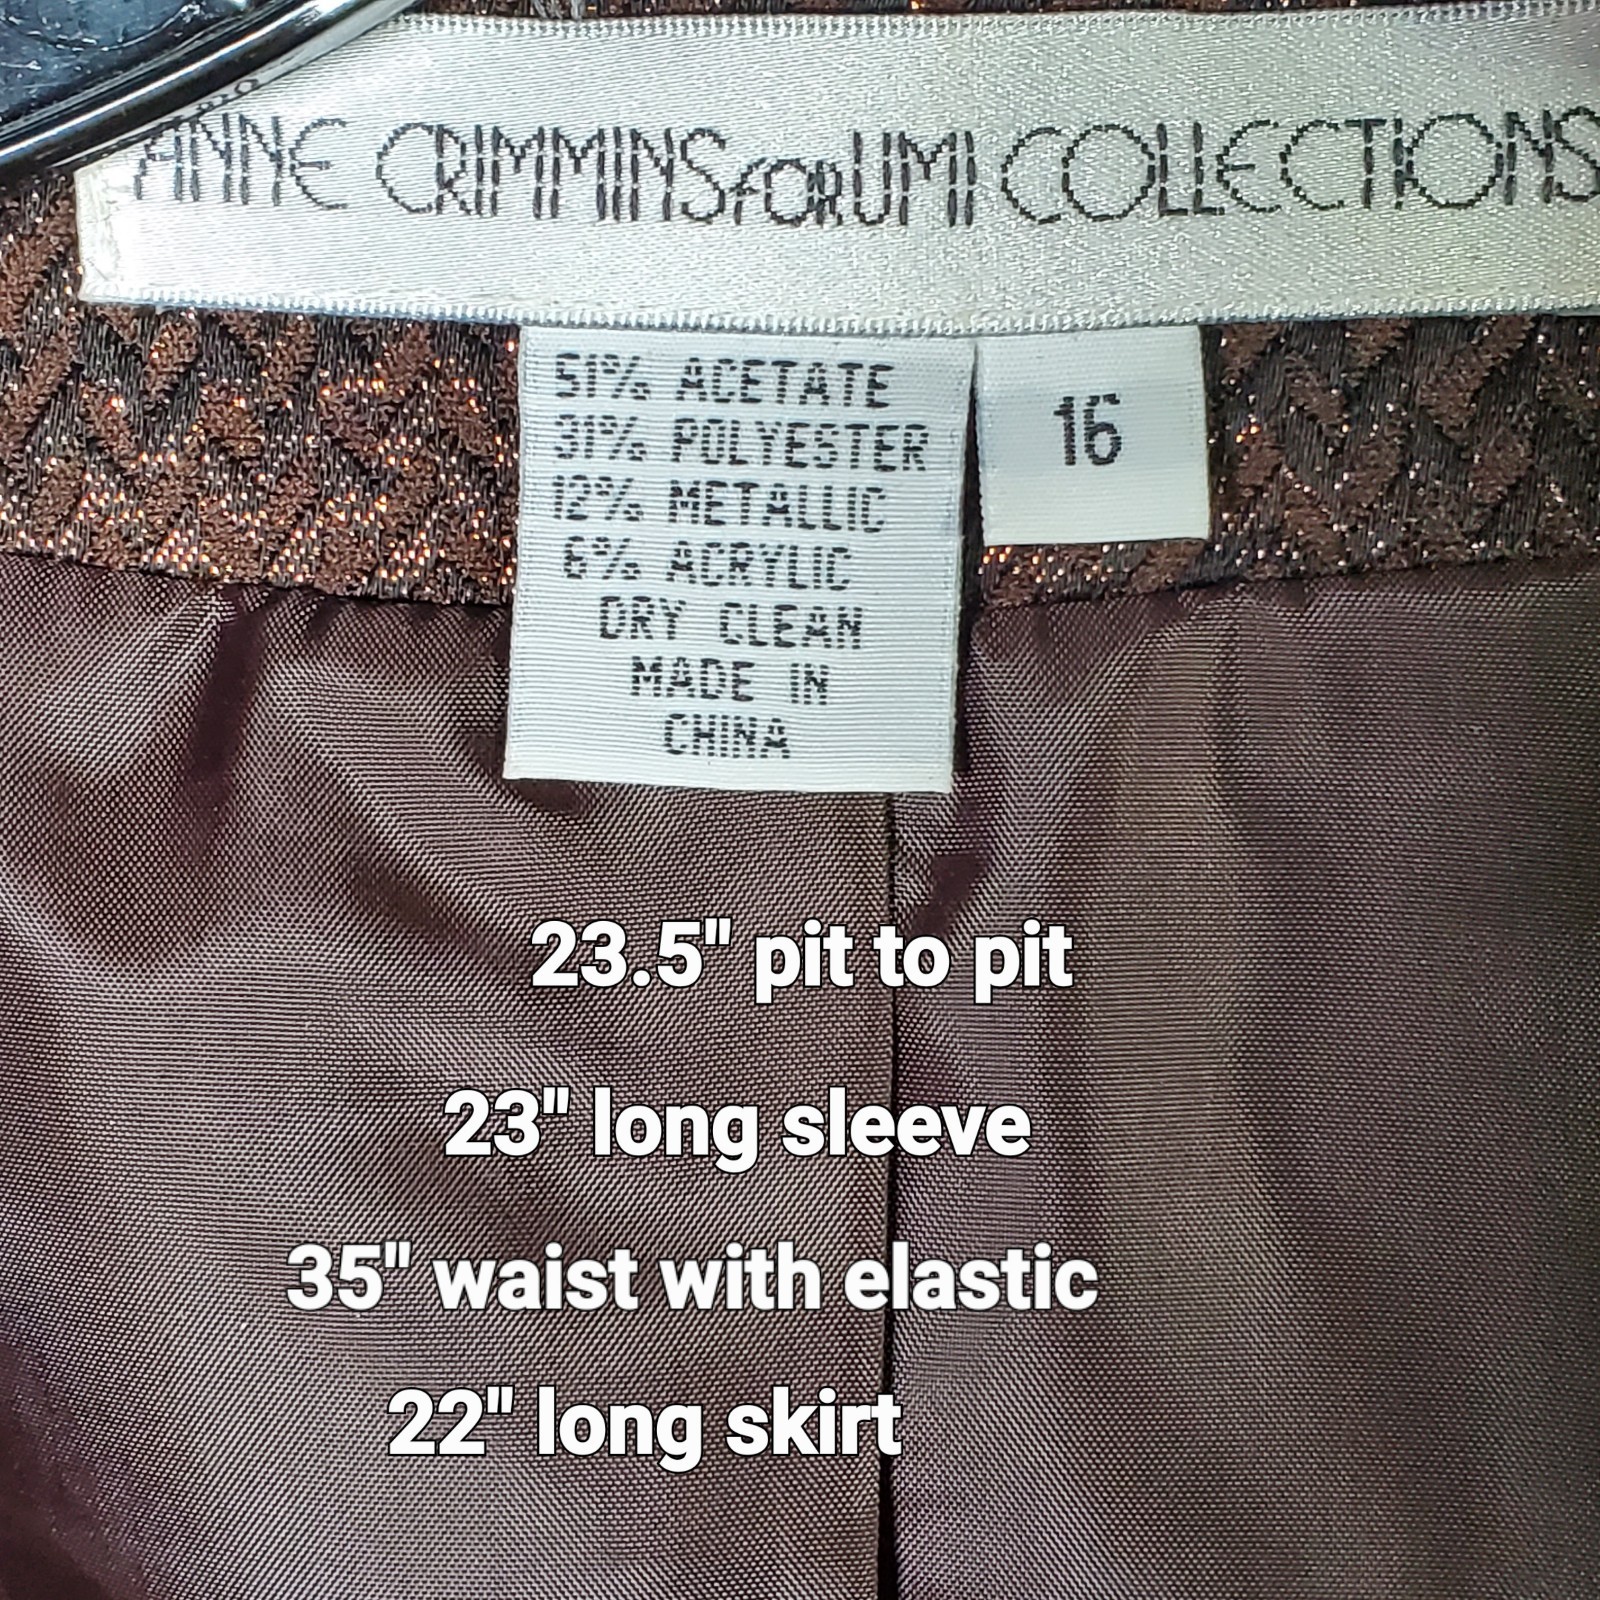 ANNE CRIMMINS for UMI COLLECTIONS
51% ACETATE
31% POLYESTER
12% METALLIC
6% ACRYLIC
DRY CLEAN
MADE IN
CHINA
16
23.5" pit to pit
23" long sleeve
35" waist with elastic
22" long skirt